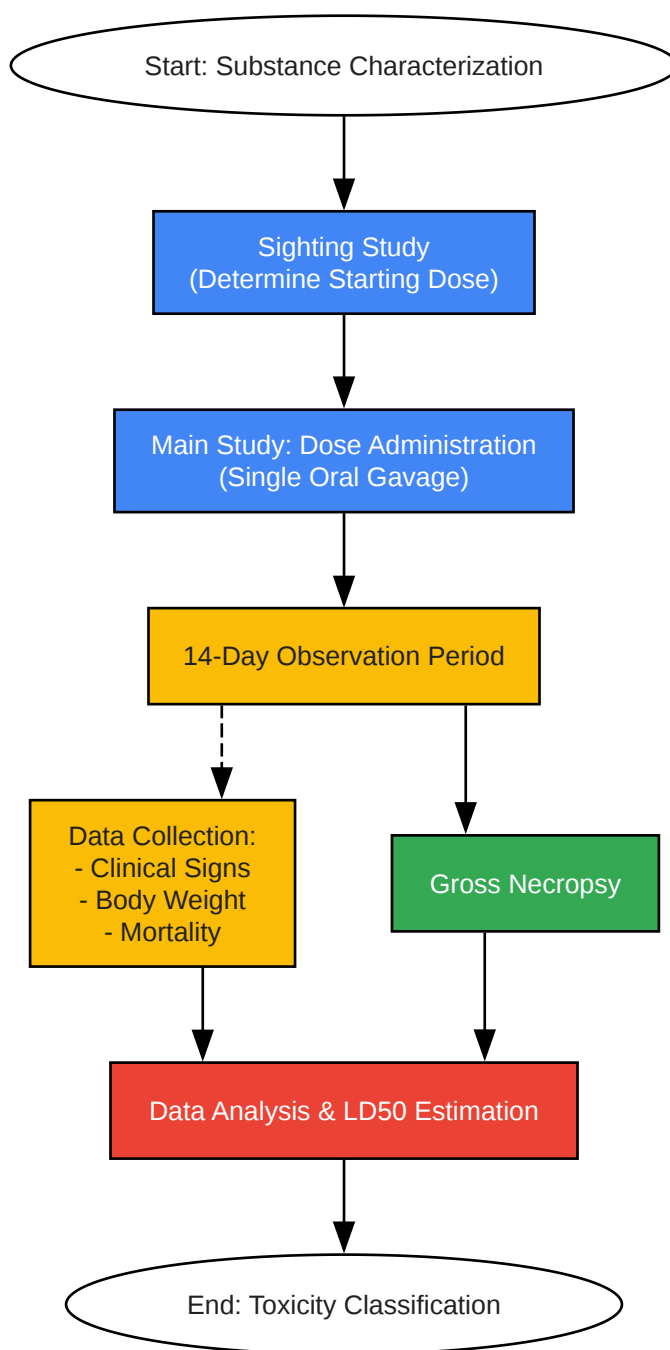 Start: Substance Characterization
Sighting Study
(Determine Starting Dose)
Main Study: Dose Administration
(Single Oral Gavage)
14-Day Observation Period
Data Collection:
- Clinical Signs
- Body Weight
- Mortality
Gross Necropsy
Data Analysis & LD50 Estimation
End: Toxicity Classification